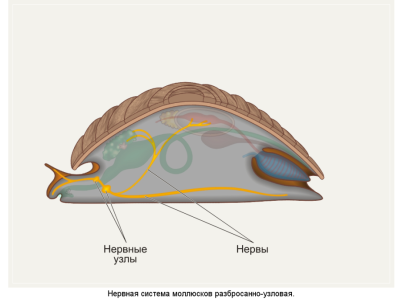 Нервные
узлы
Нервы
Нервная система моллюсков разбросанно-узловая.